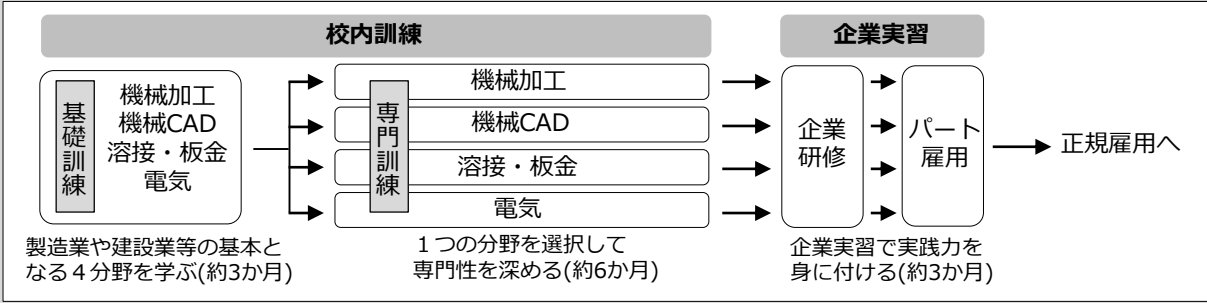 校内訓練
企業実習
基礎訓練
機械加工
機械CAD
溶接・板金
電気
専門訓練
機械加工
機械CAD
溶接・板金
電気
企業
研修
パート
雇用
正規雇用へ
製造業や建設業等の基本と
なる４分野を学ぶ(約3か月)
１つの分野を選択して
専門性を深める(約6か月)
企業実習で実践力を
身に付ける(約3か月)